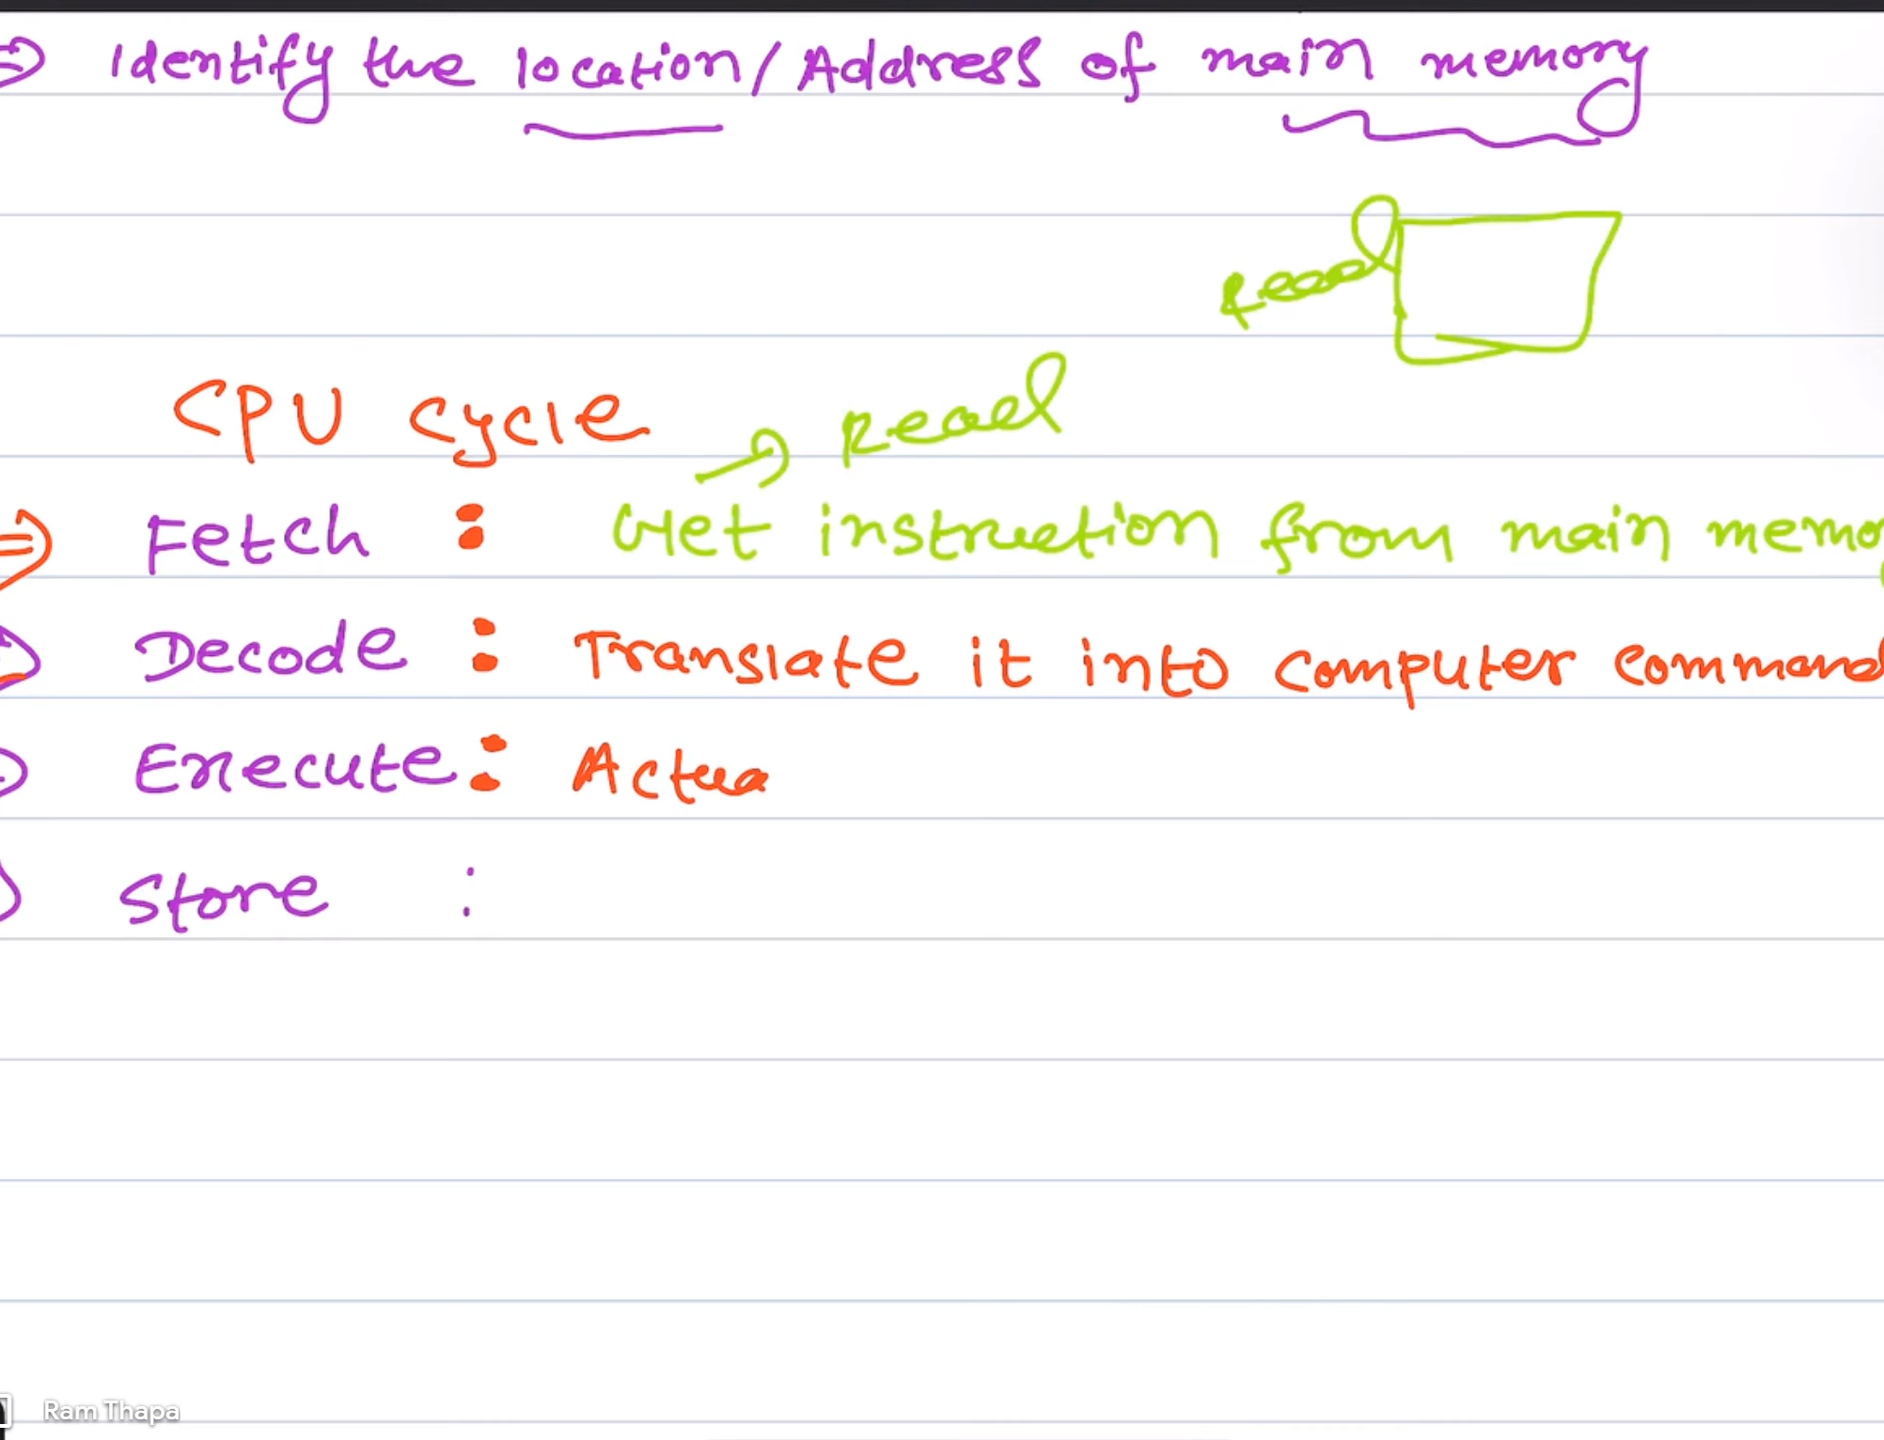 ⇒ Identify the location/Address of main memory
Read
CPU cycle → Read
⇒ Fetch : Get instruction from main memo
Decode : Translate it into computer command
Execute : Actua
Store :
Ram Thapa